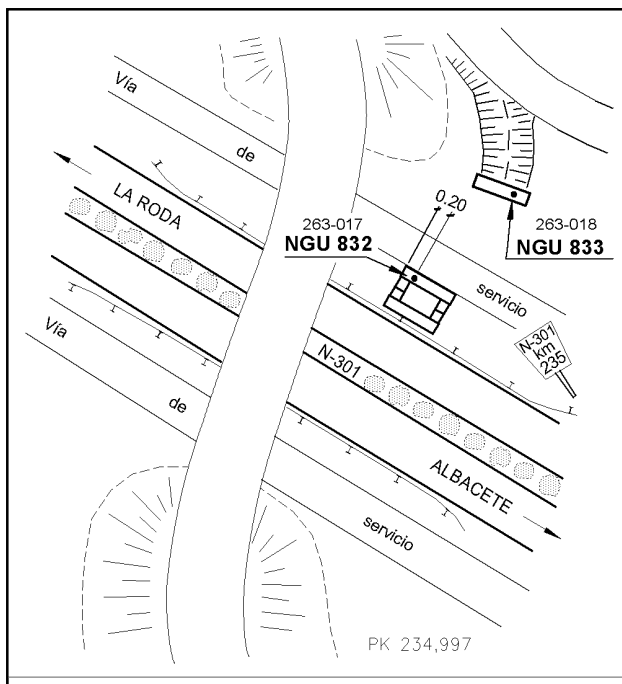 Vía
de
LA RODA
0.20
263-017
NGU 832
263-018
NGU 833
servicio
N-301
km
235
Vía
N-301
de
ALBACETE
servicio
PK 234,997